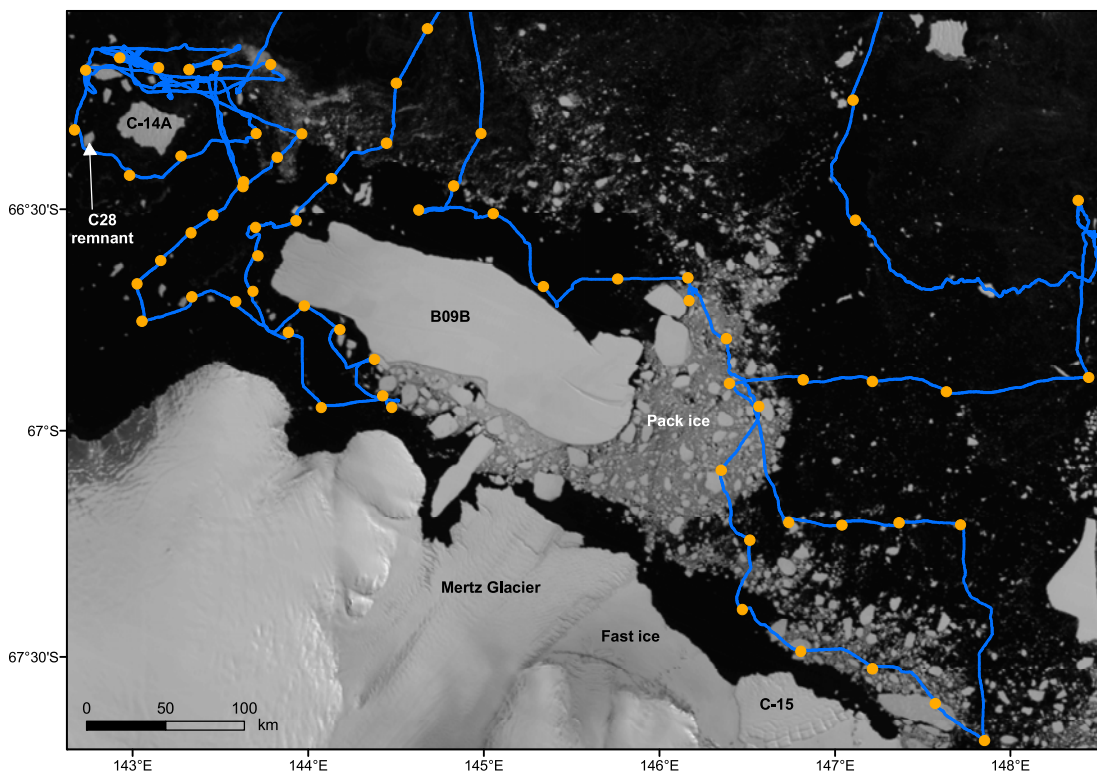 C-14A
66°30'S
C28
remnant
B09B
Pack ice
67°S
Mertz Glacier
Fast ice
67°30'S
C-15
0 50 100
km
143°E 144°E 145°E 146°E 147°E 148°E